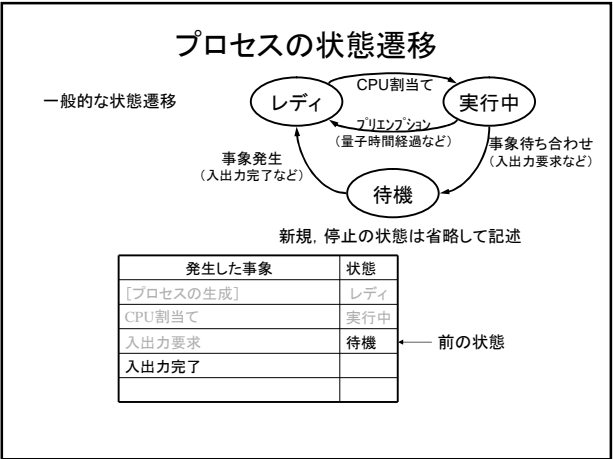 プロセスの状態遷移
一般的な状態遷移
レディ
CPU割当て
実行中
プリエンプション
(量子時間経過など)
事象発生
(入出力完了など)
事象待ち合わせ
(入出力要求など)
待機
新規,停止の状態は省略して記述
発生した事象 状態
[プロセスの生成] レディ
CPU割当て 実行中
入出力要求 待機 前の状態
入出力完了